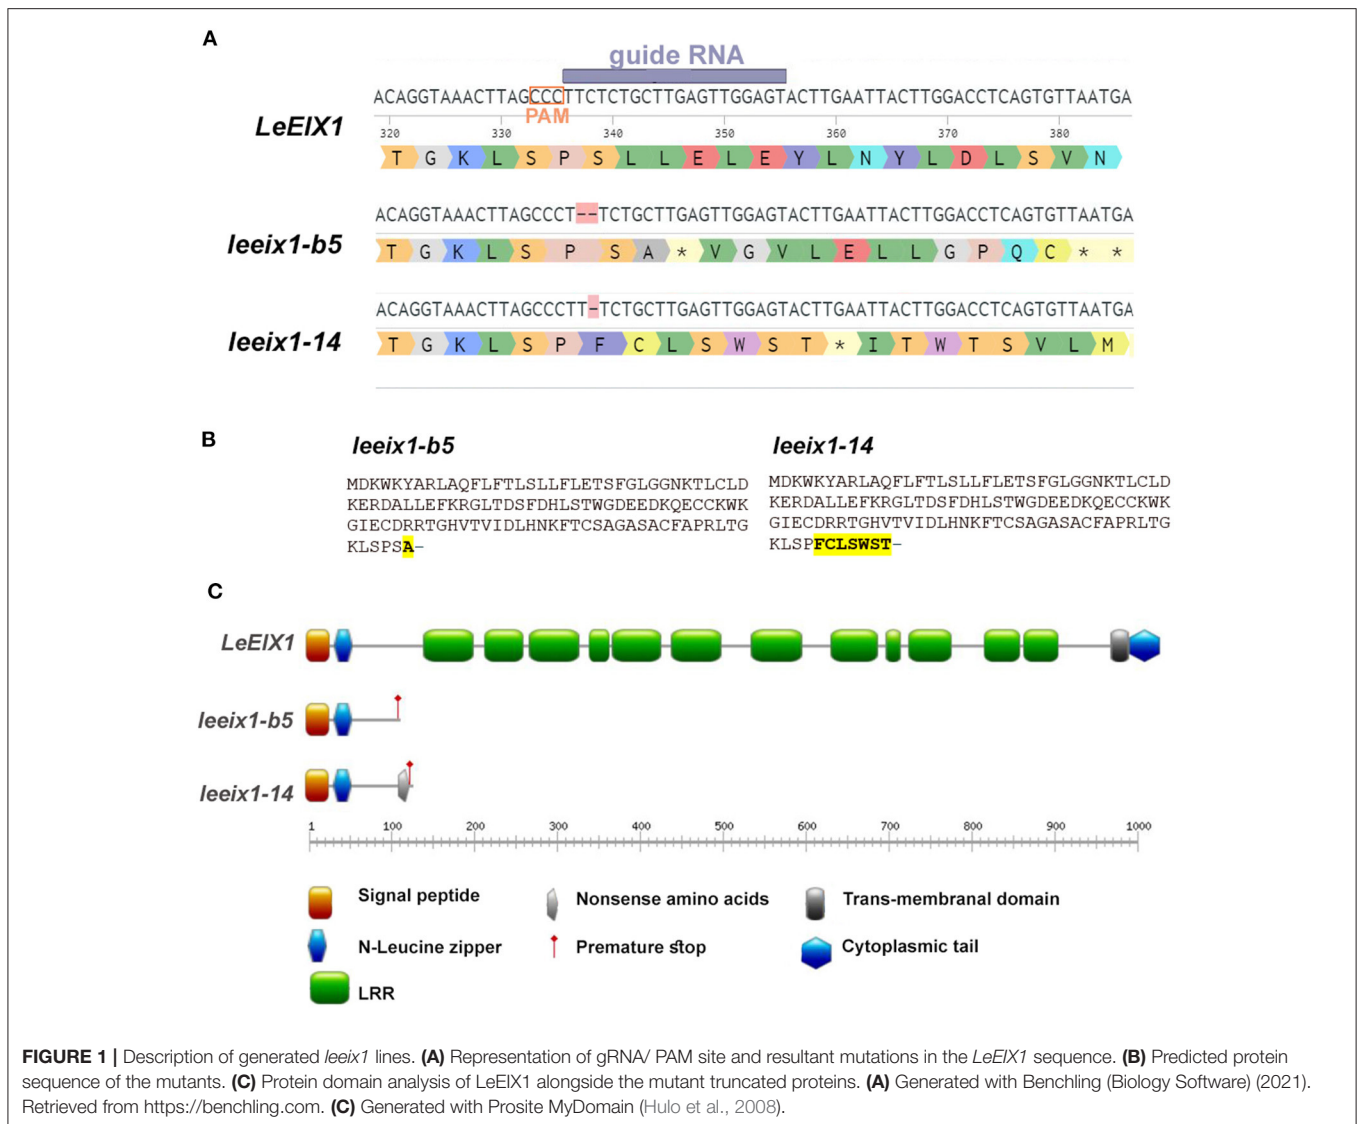 A
guide RNA
ACAGGTAAACTTAGCCCTTCTCTGCTTGAGTTGGAGTACTTGAATTACTTGGACCTCAGTGTTAATGA
PAM
LeEIX1
320 330 340 350 360 370 380
T G K L S P S L L E L E Y L N Y L D L S V N
ACAGGTAAACTTAGCCCT--TCTGCTTGAGTTGGAGTACTTGAATTACTTGGACCTCAGTGTTAATGA
leeix1-b5
T G K L S P S A * V G V L E L L G P Q C * *
ACAGGTAAACTTAGCCCTT-TCTGCTTGAGTTGGAGTACTTGAATTACTTGGACCTCAGTGTTAATGA
leeix1-14
T G K L S P F C L S W S T * I T W T S V L M
B
leeix1-b5
MDKWKYARLAQFLFTLSLLFLETSFGLGGNKTLCLD
KERDALLEFKRGLTDSFDHLSTWGDEEDKQECCKWK
GIECDRRTGHVTVIDLHNKFTCSAGASACFAPRLTG
KLSPSA–
leeix1-14
MDKWKYARLAQFLFTLSLLFLETSFGLGGNKTLCLD
KERDALLEFKRGLTDSFDHLSTWGDEEDKQECCKWK
GIECDRRTGHVTVIDLHNKFTCSAGASACFAPRLTG
KLSPFCLSWST–
C
LeEIX1
leeix1-b5
leeix1-14
1 100 200 300 400 500 600 700 800 900 1000
Signal peptide
Nonsense amino acids
Trans-membranal domain
N-Leucine zipper
Premature stop
Cytoplasmic tail
LRR
FIGURE 1 | Description of generated leeix1 lines. (A) Representation of gRNA/ PAM site and resultant mutations in the LeEIX1 sequence. (B) Predicted protein
sequence of the mutants. (C) Protein domain analysis of LeEIX1 alongside the mutant truncated proteins. (A) Generated with Benchling (Biology Software) (2021).
Retrieved from https://benchling.com. (C) Generated with Prosite MyDomain (Hulo et al., 2008).